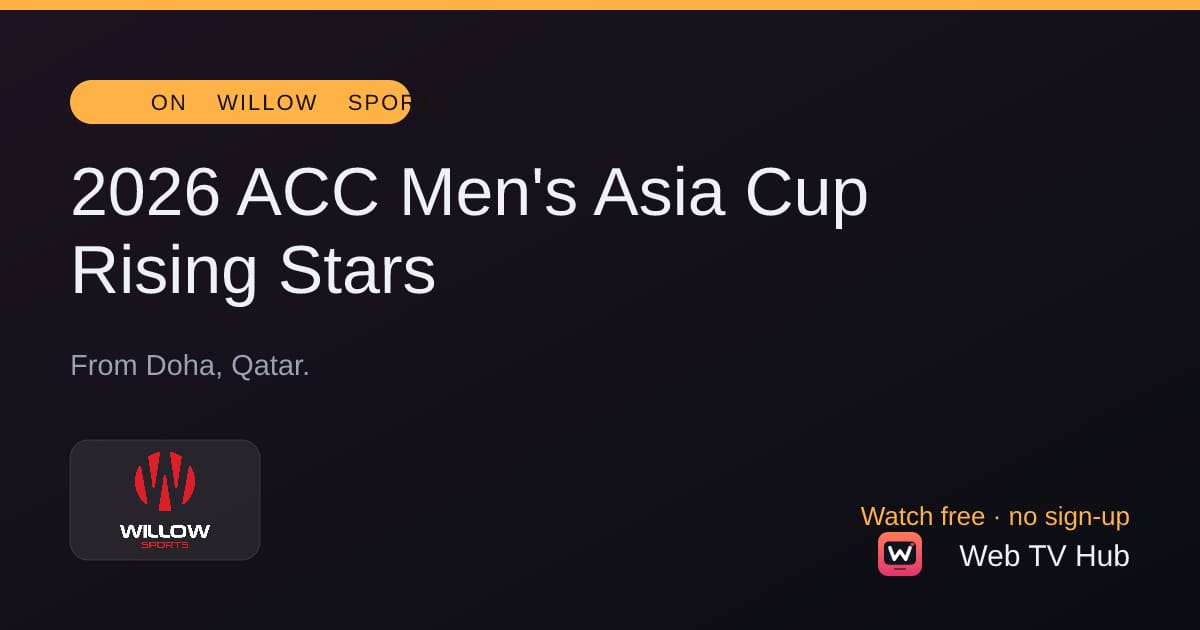 ON WILLOW SPORTS
2026 ACC Men's Asia Cup
Rising Stars
From Doha, Qatar.
WILLOW
SPORTS
Watch free · no sign-up
W
Web TV Hub